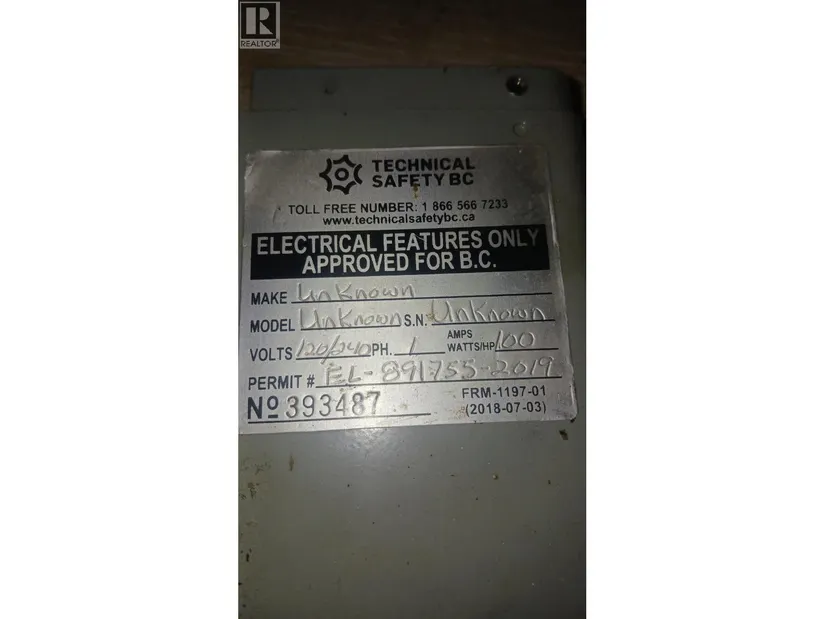 R
REALTOR®
TECHNICAL
SAFETY BC
TOLL FREE NUMBER: 1 866 566 7233
www.technicalsafetybc.ca
ELECTRICAL FEATURES ONLY
APPROVED FOR B.C.
MAKE UnKnown
MODEL UnKnown S.N. UnKnown
VOLTS 120/240 PH. 1 AMPS WATTS/HP 100
PERMIT # EL-891755-2019
Nº 393487 FRM-1197-01
(2018-07-03)